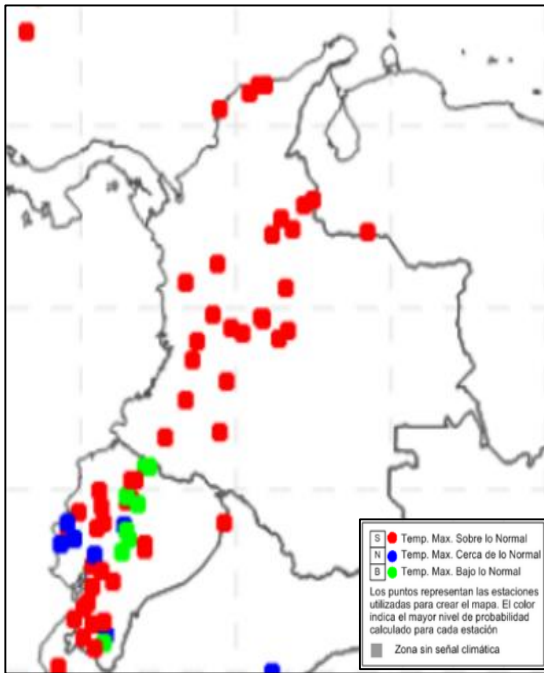 S Temp. Max. Sobre lo Normal
N Temp. Max. Cerca de lo Normal
B Temp. Max. Bajo lo Normal
Los puntos representan las estaciones
utilizadas para crear el mapa. El color
indica el mayor nivel de probabilidad
calculado para cada estación
Zona sin señal climática